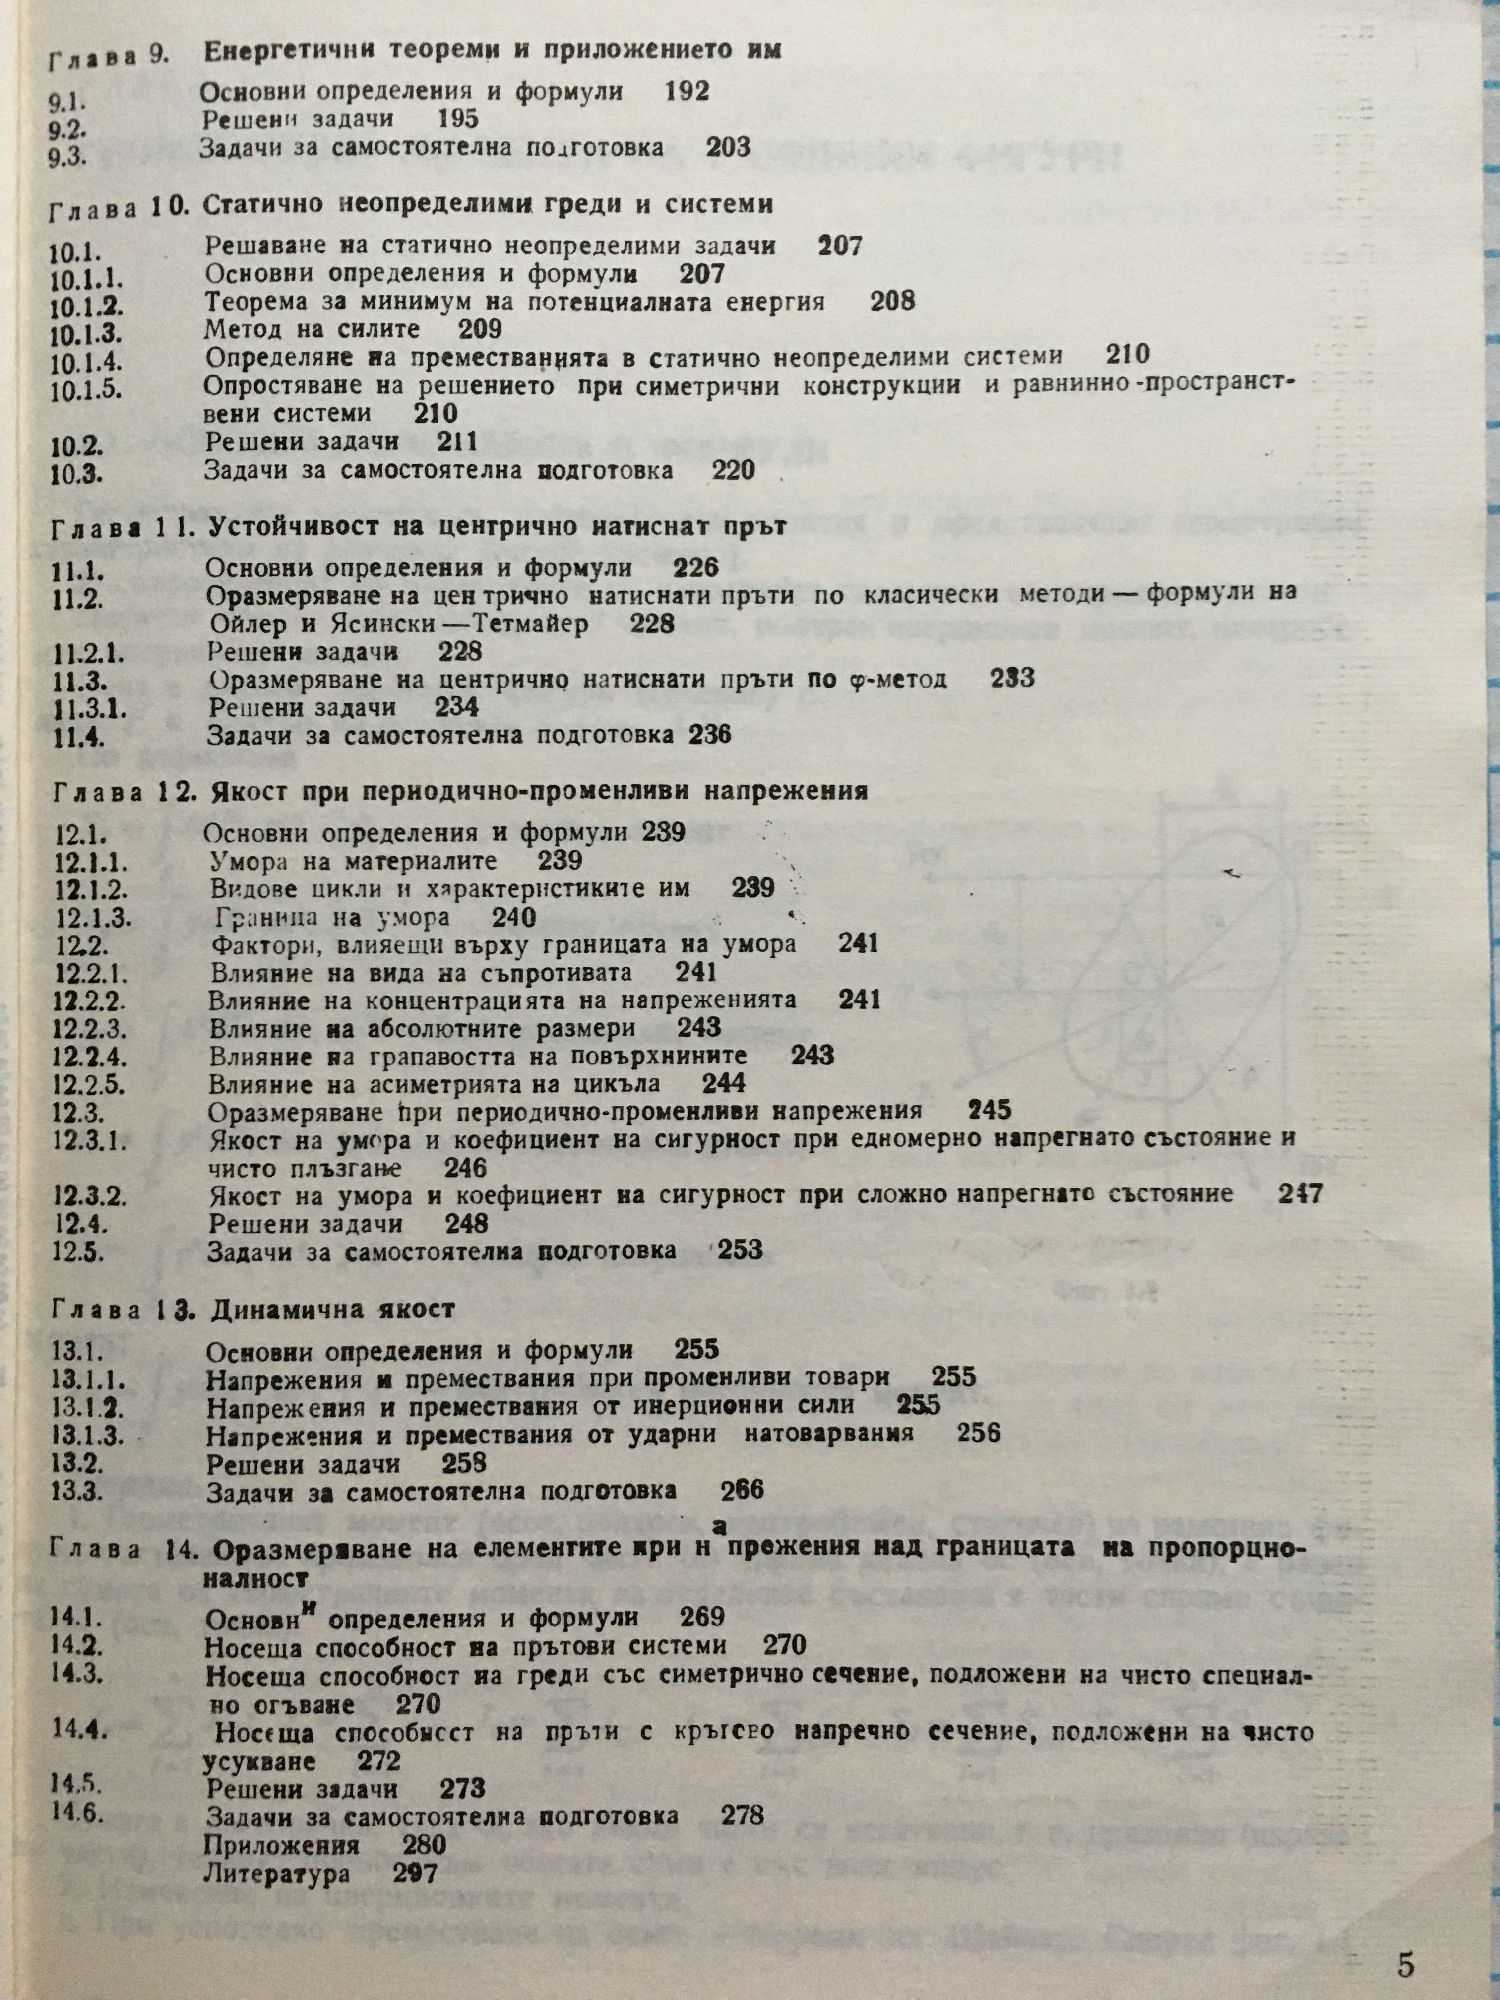 Глава 9. Енергетични теореми и приложението им
9.1. Основни определения и формули 192
9.2. Решени задачи 195
9.3. Задачи за самостоятелна подготовка 203
Глава 10. Статично неопределими греди и системи
10.1. Решаване на статично неопределими задачи 207
10.1.1. Основни определения и формули 207
10.1.2. Теорема за минимум на потенциалната енергия 208
10.1.3. Метод на силите 209
10.1.4. Определяне на преместванията в статично неопределими системи 210
10.1.5. Опростяване на решението при симетрични конструкции и равнинно-пространст-
вени системи 210
10.2. Решени задачи 211
10.3. Задачи за самостоятелна подготовка 220
Глава 11. Устойчивост на центрично натиснат прът
11.1. Основни определения и формули 226
11.2. Оразмеряване на центрично натиснати пръти по класически методи — формули на
Ойлер и Ясински — Тетмайер 228
11.2.1. Решени задачи 228
11.3. Оразмеряване на центрично натиснати пръти по φ-метод 233
11.3.1. Решени задачи 234
11.4. Задачи за самостоятелна подготовка 236
Глава 12. Якост при периодично-променливи напрежения
12.1. Основни определения и формули 239
12.1.1. Умора на материалите 239
12.1.2. Видове цикли и характеристиките им 239
12.1.3. Граница на умора 240
12.2. Фактори, влияещи върху границата на умора 241
12.2.1. Влияние на вида на съпротивата 241
12.2.2. Влияние на концентрацията на напреженията 241
12.2.3. Влияние на абсолютните размери 243
12.2.4. Влияние на грапавостта на повърхнините 243
12.2.5. Влияние на асиметрията на цикъла 244
12.3. Оразмеряване при периодично-променливи напрежения 245
12.3.1. Якост на умора и коефициент на сигурност при едномерно напрегнато състояние и
чисто плъзгане 246
12.3.2. Якост на умора и коефициент на сигурност при сложно напрегнато състояние 247
12.4. Решени задачи 248
12.5. Задачи за самостоятелна подготовка 253
Глава 13. Динамична якост
13.1. Основни определения и формули 255
13.1.1. Напрежения и премествания при променливи товари 255
13.1.2. Напрежения и премествания от инерционни сили 255
13.1.3. Напрежения и премествания от ударни натоварвания 256
13.2. Решени задачи 258
13.3. Задачи за самостоятелна подготовка 266
Глава 14. Оразмеряване на елементите при напрежения над границата на пропорцио-
налност
14.1. Основни определения и формули 269
14.2. Носеща способност на прътови системи 270
14.3. Носеща способност на греди със симетрично сечение, подложени на чисто специал-
но огъване 270
14.4. Носеща способност на пръти с кръгово напречно сечение, подложени на чисто
усукване 272
14.5. Решени задачи 273
14.6. Задачи за самостоятелна подготовка 278
Приложения 280
Литература 297
5